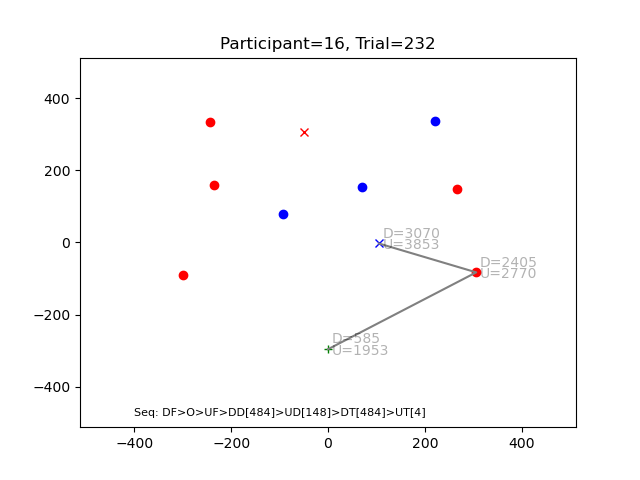 Participant=16, Trial=232
400
200
0
−200
−400
D=3070
U=3853
D=2405
U=2770
D=585
U=1953
Seq: DF>O>UF>DD[484]>UD[148]>DT[484]>UT[4]
−400 −200 0 200 400